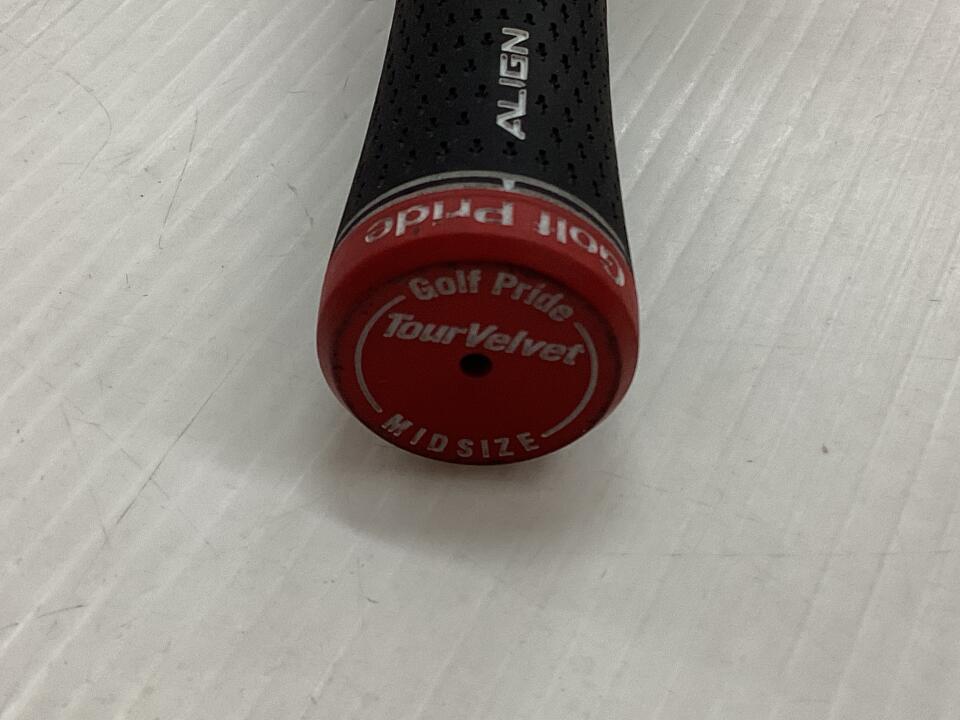 ALIGN
Golf Pride
Golf Pride
TourVelvet
MIDSIZE